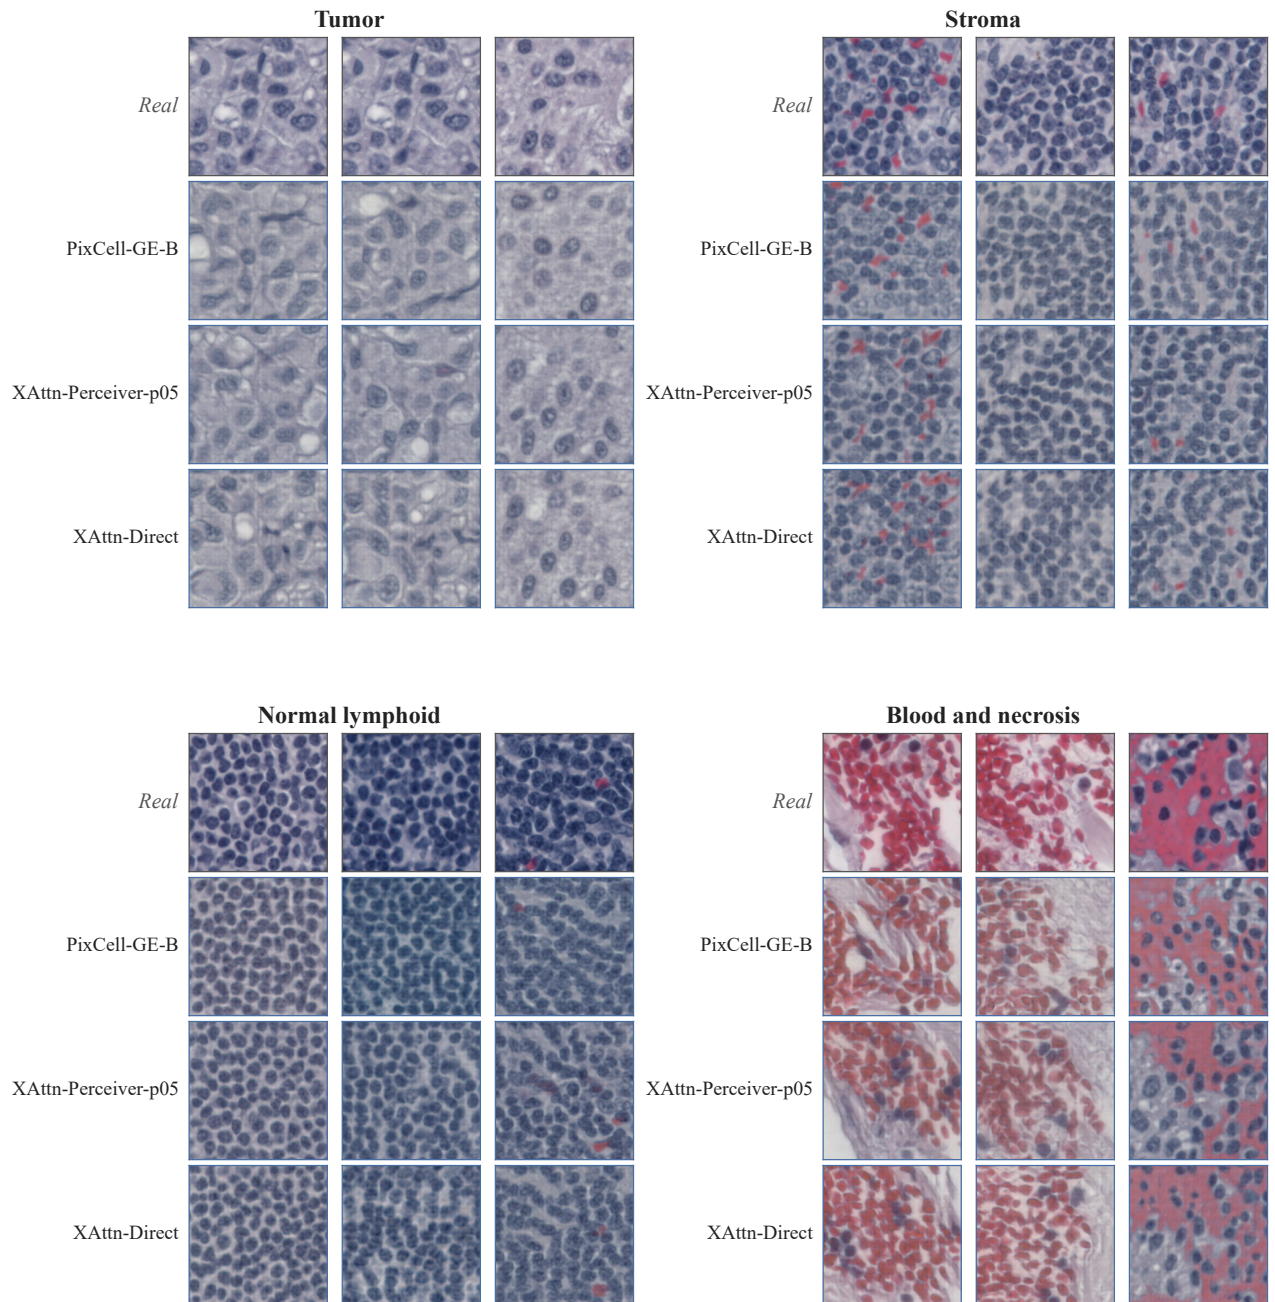 Tumor
Real
PixCell-GE-B
XAttn-Perceiver-p05
XAttn-Direct
Stroma
Real
PixCell-GE-B
XAttn-Perceiver-p05
XAttn-Direct
Normal lymphoid
Real
PixCell-GE-B
XAttn-Perceiver-p05
XAttn-Direct
Blood and necrosis
Real
PixCell-GE-B
XAttn-Perceiver-p05
XAttn-Direct